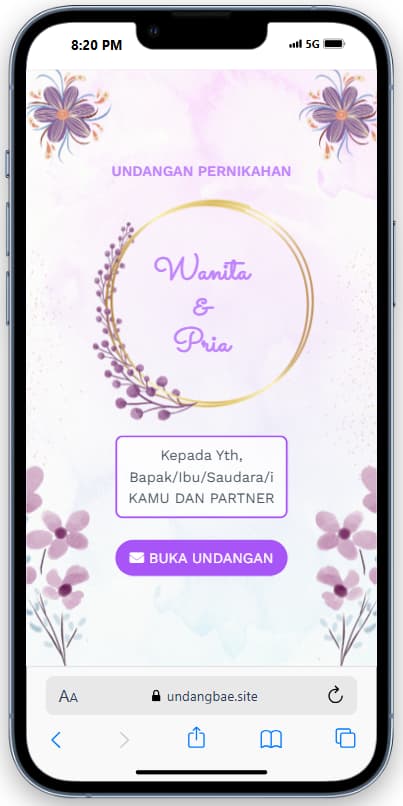 8:20 PM
5G
UNDANGAN PERNIKAHAN
Wanita
&
Pria
Kepada Yth,
Bapak/Ibu/Saudara/i
KAMU DAN PARTNER
BUKA UNDANGAN
AA
undangbae.site